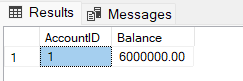 Results Messages
AccountID Balance
1 1 6000000.00